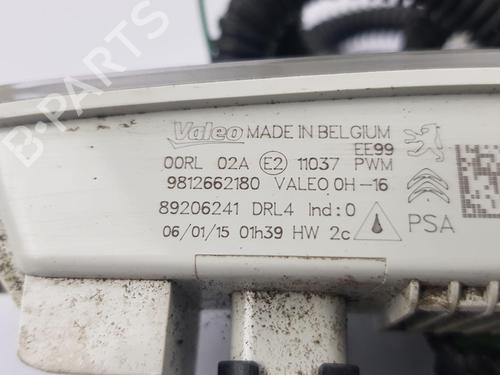 Valeo MADE IN BELGIUM
EE99
00RL 02A E2 11037 PWM
9812662180 VALEO 0H-16
89206241 DRL4 Ind:0
PSA
06/01/15 01h39 HW 2c
B-PARTS